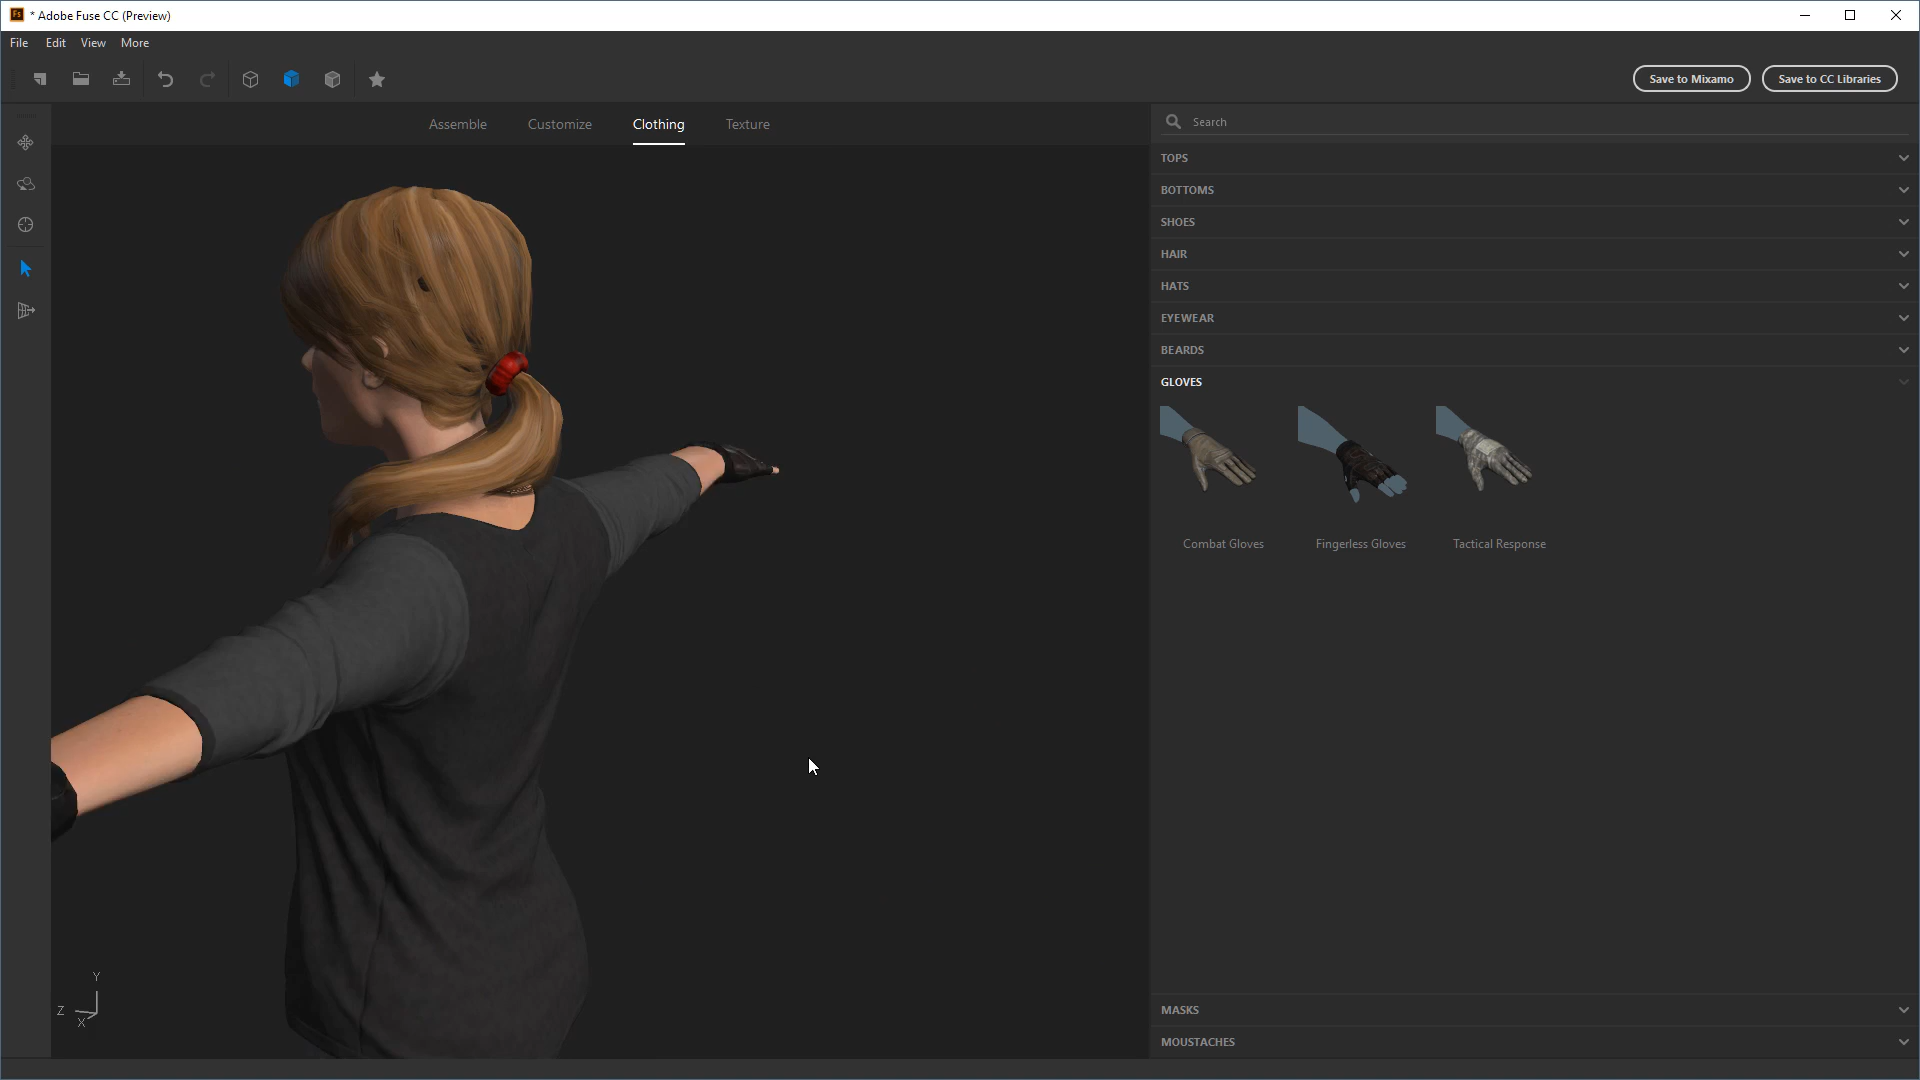 Fs * Adobe Fuse CC (Preview)
File Edit View More
Save to Mixamo Save to CC Libraries
Assemble Customize Clothing Texture
Search
TOPS
BOTTOMS
SHOES
HAIR
HATS
EYEWEAR
BEARDS
GLOVES
Combat Gloves Fingerless Gloves Tactical Response
Y
Z
X
MASKS
MOUSTACHES